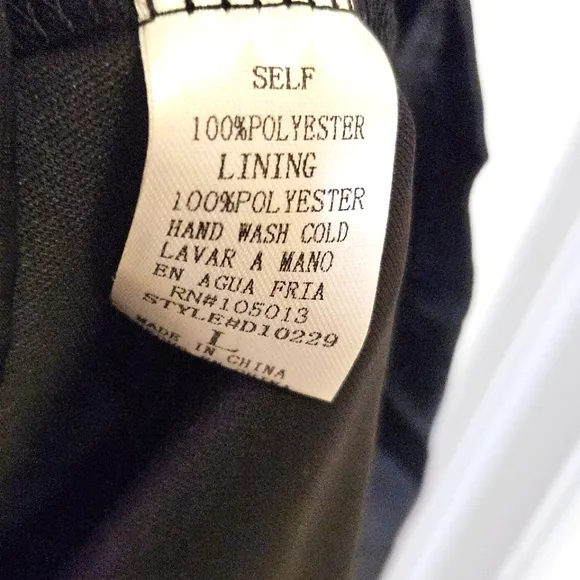 SELF
100%POLYESTER
LINING
100%POLYESTER
HAND WASH COLD
LAVAR A MANO
EN AGUA FRIA
RN#105013
STYLE#D10229
L
MADE IN CHINA